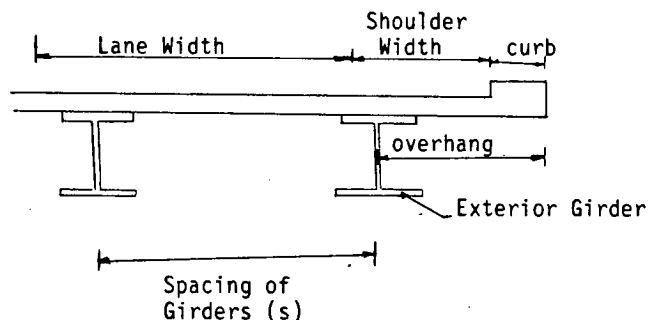 Lane Width
Shoulder
Width
curb
overhang
Exterior Girder
Spacing of
Girders (s)